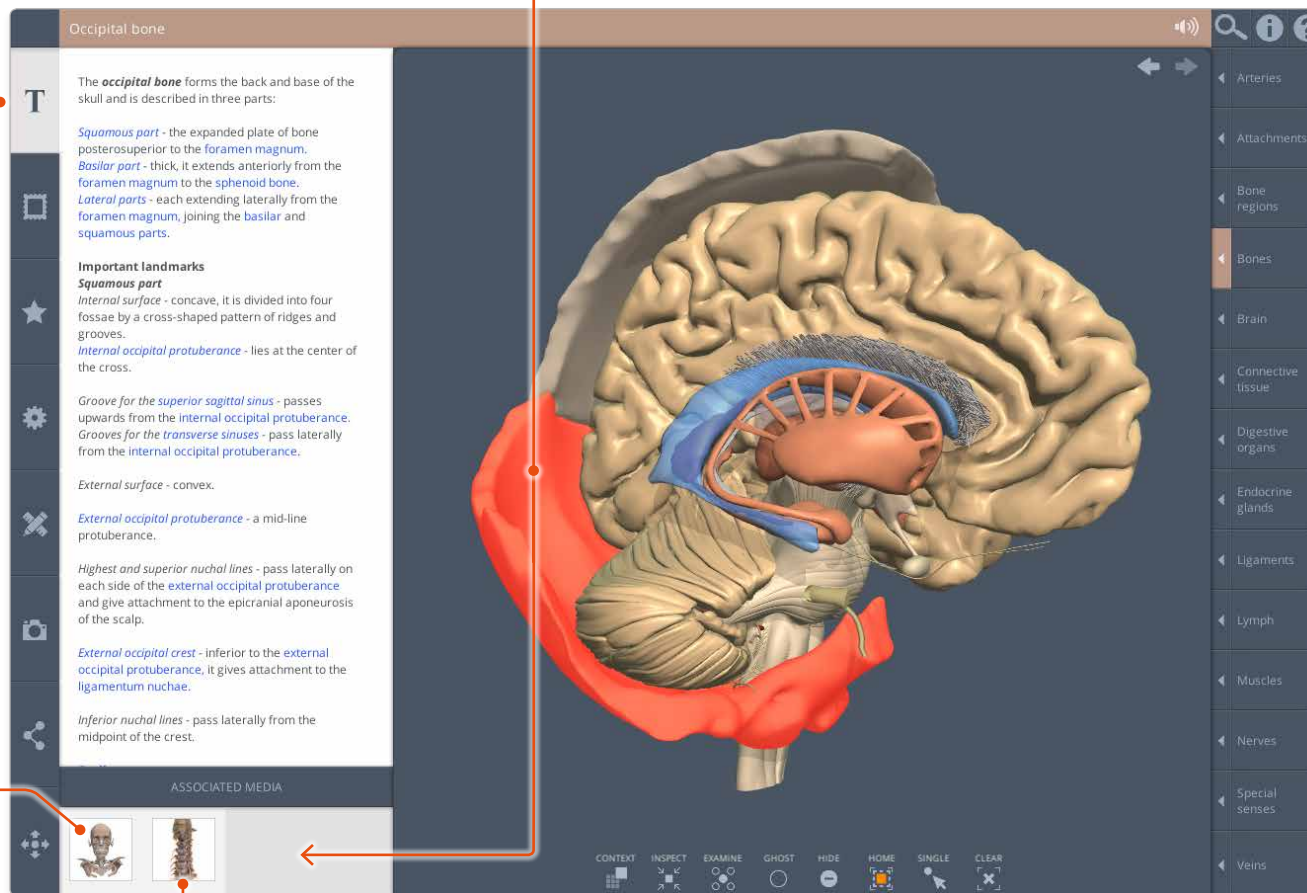 Occipital bone
T
The occipital bone forms the back and base of the
skull and is described in three parts:
Squamous part - the expanded plate of bone
posterosuperior to the foramen magnum.
Basilar part - thick, it extends anteriorly from the
foramen magnum to the sphenoid bone.
Lateral parts - each extending laterally from the
foramen magnum, joining the basilar and
squamous parts.
Important landmarks
Squamous part
Internal surface - concave, it is divided into four
fossae by a cross-shaped pattern of ridges and
grooves.
Internal occipital protuberance - lies at the center of
the cross.
Groove for the superior sagittal sinus - passes
upwards from the internal occipital protuberance.
Grooves for the transverse sinuses - pass laterally
from the internal occipital protuberance.
External surface - convex.
External occipital protuberance - a mid-line
protuberance.
Highest and superior nuchal lines - pass laterally on
each side of the external occipital protuberance
and give attachment to the epicranial aponeurosis
of the scalp.
External occipital crest - inferior to the external
occipital protuberance, it gives attachment to the
ligamentum nuchae.
Inferior nuchal lines - pass laterally from the
midpoint of the crest.
ASSOCIATED MEDIA
CONTEXT INSPECT EXAMINE GHOST HIDE HOME SINGLE CLEAR
Arteries
Attachments
Bone
regions
Bones
Brain
Connective
tissue
Digestive
organs
Endocrine
glands
Ligaments
Lymph
Muscles
Nerves
Special
senses
Veins